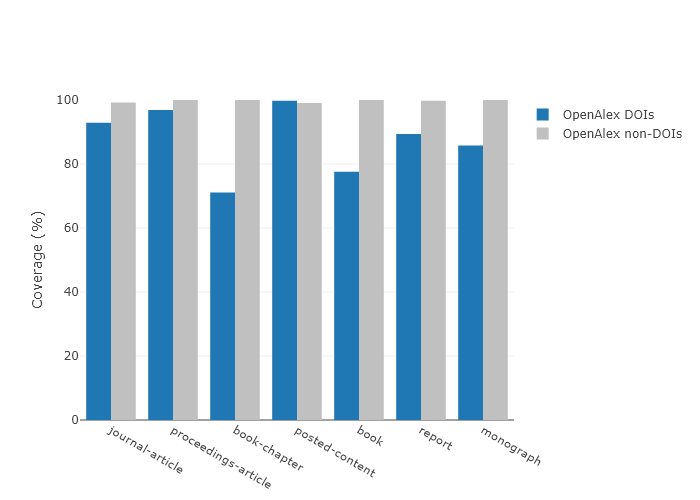 100
80
60
40
20
0
Coverage (%)
journal-article
proceedings-article
book-chapter
posted-content
book
report
monograph
OpenAlex DOIs
OpenAlex non-DOIs